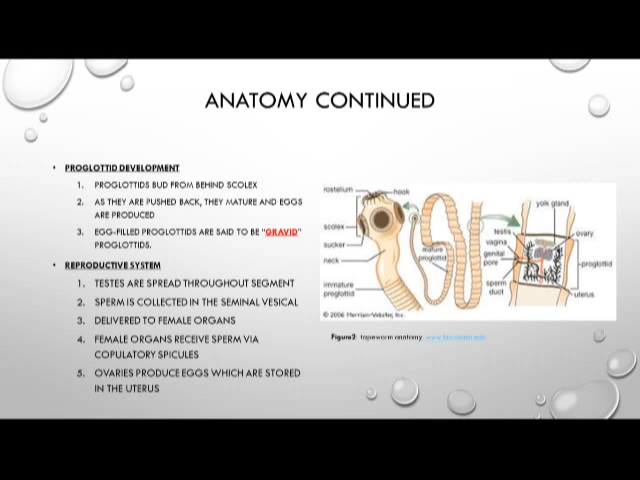 ANATOMY CONTINUED
• PROGLOTTID DEVELOPMENT
1. PROGLOTTIDS BUD FROM BEHIND SCOLEX
2. AS THEY ARE PUSHED BACK, THEY MATURE AND EGGS
ARE PRODUCED
3. EGG-FILLED PROGLOTTIDS ARE SAID TO BE "GRAVID"
PROGLOTTIDS.
• REPRODUCTIVE SYSTEM
1. TESTES ARE SPREAD THROUGHOUT SEGMENT
2. SPERM IS COLLECTED IN THE SEMINAL VESICAL
3. DELIVERED TO FEMALE ORGANS
4. FEMALE ORGANS RECEIVE SPERM VIA
COPULATORY SPICULES
5. OVARIES PRODUCE EGGS WHICH ARE STORED
IN THE UTERUS
rostellum
hook
scolex
sucker
neck
immature
proglottid
mature
proglottid
yolk gland
testis
vagina
genital
pore
sperm
duct
ovary
proglottid
uterus
© 2006 Merriam-Webster, Inc.
Figure2: tapeworm anatomy